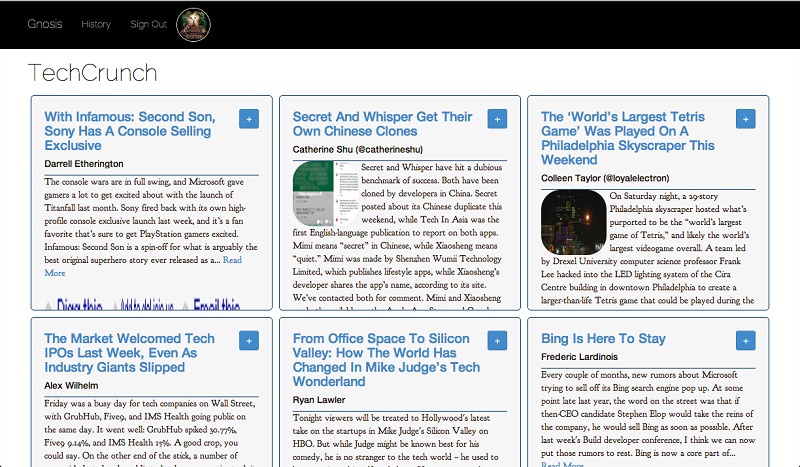 Gnosis History Sign Out
TechCrunch
With Infamous: Second Son,
Sony Has A Console Selling
Exclusive
+
Darrell Etherington
The console wars are in full swing, and Microsoft gave
gamers a lot to get excited about with the launch of
Titanfall last month. Sony fired back with its own high-
profile console exclusive launch last week, and it's a fan
favorite that's sure to get PlayStation gamers excited.
Infamous: Second Son is a spin-off for what is arguably the
best original superhero story ever released as a... Read
More
Digg this Add to del.icio.us Email this
Secret And Whisper Get Their
Own Chinese Clones
+
Catherine Shu (@catherineshu)
Secret and Whisper have hit a dubious
benchmark of success. Both have been
cloned by developers in China. Secret
posted about its Chinese duplicate this
weekend, while Tech In Asia was the
first English-language publication to report on both apps.
Mimi means "secret" in Chinese, while Xiaosheng means
"quiet." Mimi was made by Shenzhen Wumii Technology
Limited, which publishes lifestyle apps, while Xiaosheng's
developer shares the app's name, according to its site.
We've contacted both for comment. Mimi and Xiaosheng
The 'World's Largest Tetris
Game' Was Played On A
Philadelphia Skyscraper This
Weekend
+
Colleen Taylor (@loyalelectron)
On Saturday night, a 29-story
Philadelphia skyscraper hosted what's
purported to be the "world's largest
game of Tetris," and likely the world's
largest videogame overall. A team led
by Drexel University computer science professor Frank
Lee hacked into the LED lighting system of the Cira
Centre building in downtown Philadelphia to create a
larger-than-life Tetris game that could be played during the
The Market Welcomed Tech
IPOs Last Week, Even As
Industry Giants Slipped
+
Alex Wilhelm
Friday was a busy day for tech companies on Wall Street,
with GrubHub, Five9, and IMS Health going public on
the same day. It went well: GrubHub spiked 30.77%,
Five9 9.14%, and IMS Health 15%. A good crop, you
could say. On the other end of the stick, a number of
From Office Space To Silicon
Valley: How The World Has
Changed In Mike Judge's Tech
Wonderland
+
Ryan Lawler
Tonight viewers will be treated to Hollywood's latest
take on the startups in Mike Judge's Silicon Valley on
HBO. But while Judge might be known best for his
comedy, he is no stranger to the tech world – he used to
Bing Is Here To Stay
+
Frederic Lardinois
Every couple of months, new rumors about Microsoft
trying to sell off its Bing search engine pop up. At some
point late last year, the word on the street was that if
then-CEO candidate Stephen Elop would take the reins of
the company, he would sell Bing as soon as possible. After
last week's Build developer conference, I think we can now
put those rumors to rest. Bing is now a core part of...
Read More